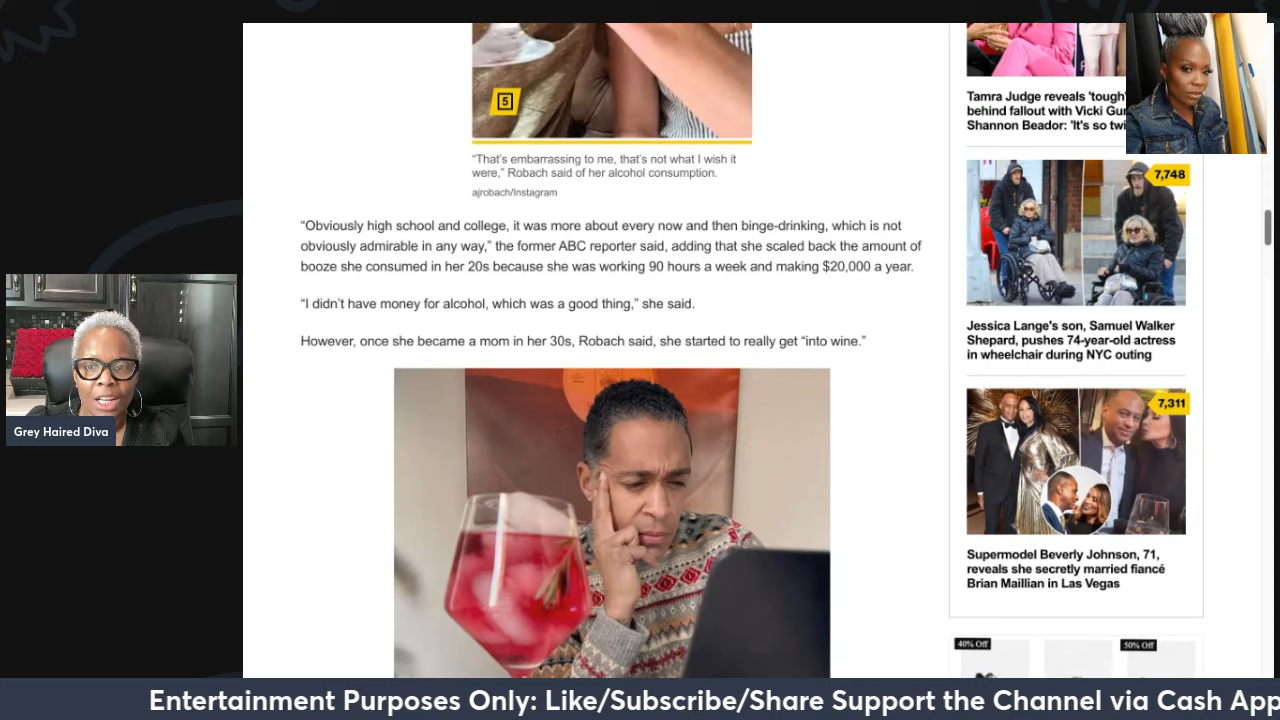 5
“That’s embarrassing to me, that’s not what I wish it
were,” Robach said of her alcohol consumption.
ajrobach/Instagram
“Obviously high school and college, it was more about every now and then binge-drinking, which is not
obviously admirable in any way,” the former ABC reporter said, adding that she scaled back the amount of
booze she consumed in her 20s because she was working 90 hours a week and making $20,000 a year.
“I didn’t have money for alcohol, which was a good thing,” she said.
However, once she became a mom in her 30s, Robach said, she started to really get “into wine.”
Tamra Judge reveals 'tough'
behind fallout with Vicki
Shannon Beador: 'It's so
7,748
Jessica Lange's son, Samuel Walker
Shepard, pushes 74-year-old actress
in wheelchair during NYC outing
7,311
Supermodel Beverly Johnson, 71,
reveals she secretly married fiancé
Brian Maillian in Las Vegas
40% Off
50% Off
Grey Haired Diva
Entertainment Purposes Only: Like/Subscribe/Share Support the Channel via Cash App